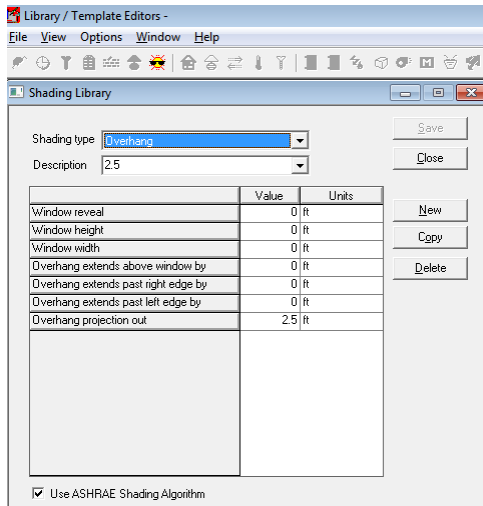 Library / Template Editors -
File View Options Window Help
Shading Library
Shading type Overhang
Save
Description 2.5
Close
Value Units
Window reveal 0 ft
New
Window height 0 ft
Copy
Window width 0 ft
Overhang extends above window by 0 ft
Delete
Overhang extends past right edge by 0 ft
Overhang extends past left edge by 0 ft
Overhang projection out 2.5 ft
Use ASHRAE Shading Algorithm